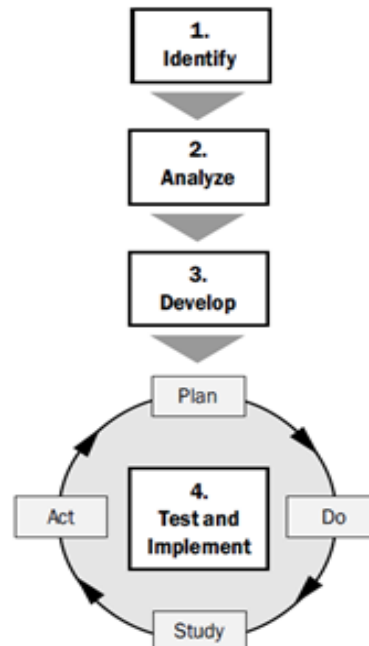 1.
Identify
2.
Analyze
3.
Develop
Plan
Act
4.
Test and
Implement
Do
Study